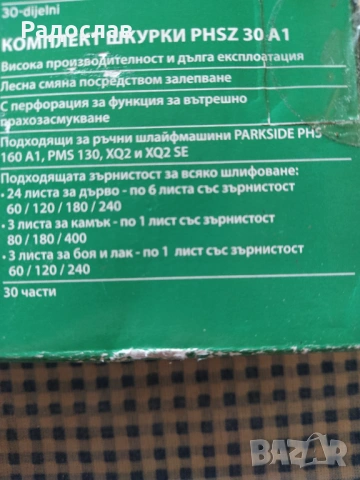 Радослав
30-dijelni
КОМПЛЕКТ ШКУРКИ PHSZ 30 A1
Висока производителност и дълга експлоатация
Лесна смяна посредством залепване
С перфорация за функция за вътрешно
прахозасмукване
Подходящи за ръчни шлайфмашини PARKSIDE PHS
160 A1, PMS 130, XQ2 и XQ2 SE
Подходящата зърнистост за всяко шлифоване:
• 24 листа за дърво - по 6 листа със зърнистост
60 / 120 / 180 / 240
• 3 листа за камък - по 1 лист със зърнистост
80 / 180 / 400
• 3 листа за боя и лак - по 1 лист със зърнистост
60 / 120 / 240
30 части
BAZAR